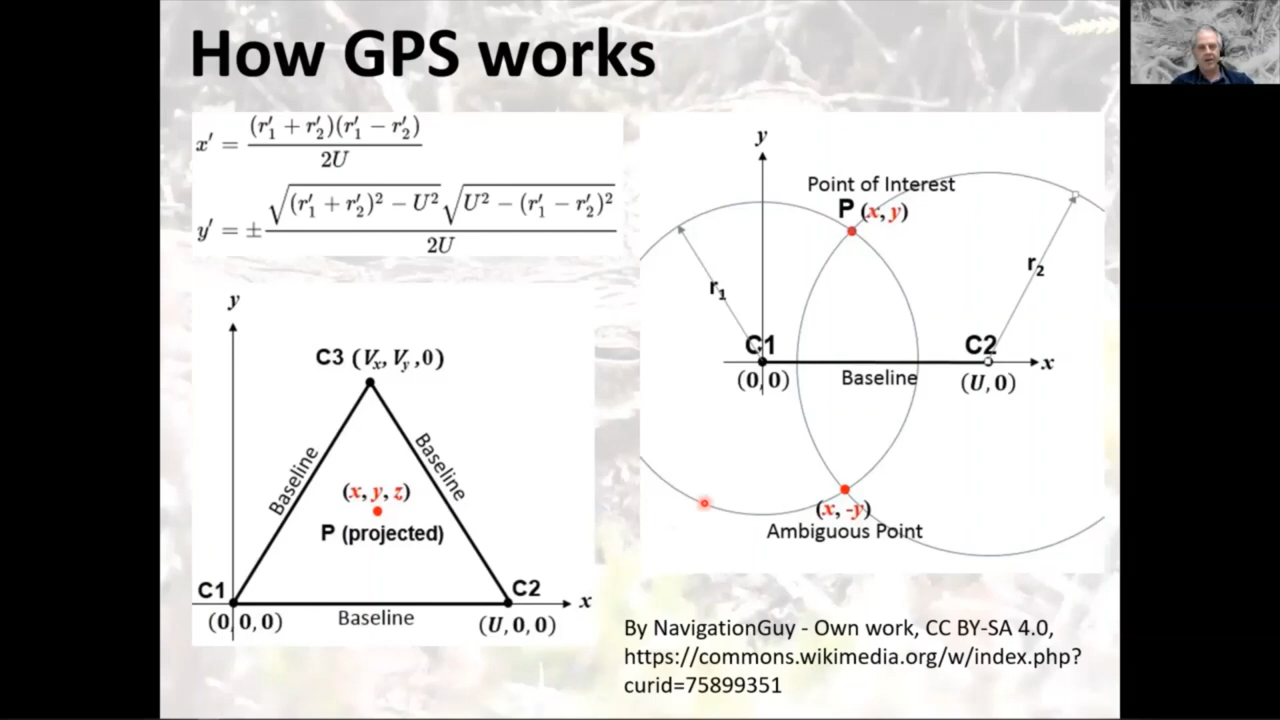 How GPS works
x′ = (r′₁ + r′₂)(r′₁ − r′₂) / 2U
y′ = ± √(r′₁ + r′₂)² − U² √U² − (r′₁ − r′₂)² / 2U
y
C3 (Vₓ, Vᵧ ,0)
Baseline
Baseline
(x, y, z)
P (projected)
C1
C2
x
(0,0,0)
Baseline
(U,0,0)
y
Point of Interest
P (x, y)
r₁
r₂
C1
C2
x
(0,0)
Baseline
(U,0)
(x, -y)
Ambiguous Point
By NavigationGuy - Own work, CC BY-SA 4.0,
https://commons.wikimedia.org/w/index.php?
curid=75899351